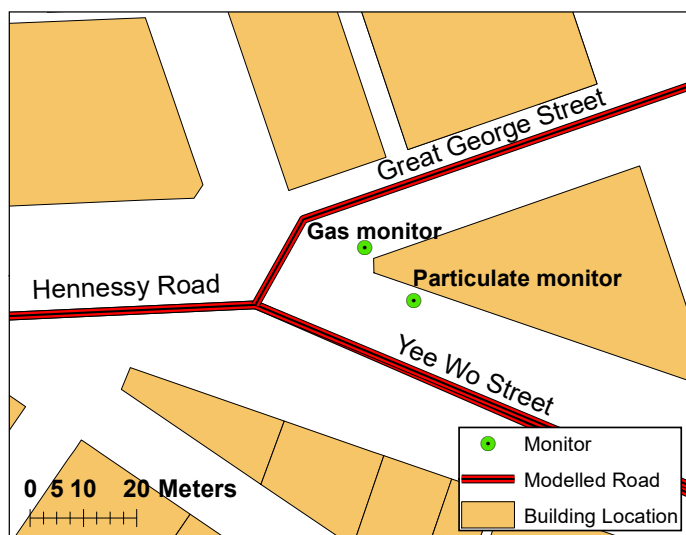 Great George Street
Gas monitor
Particulate monitor
Hennessy Road
Yee Wo Street
Monitor
Modelled Road
Building Location
0 5 10 20 Meters